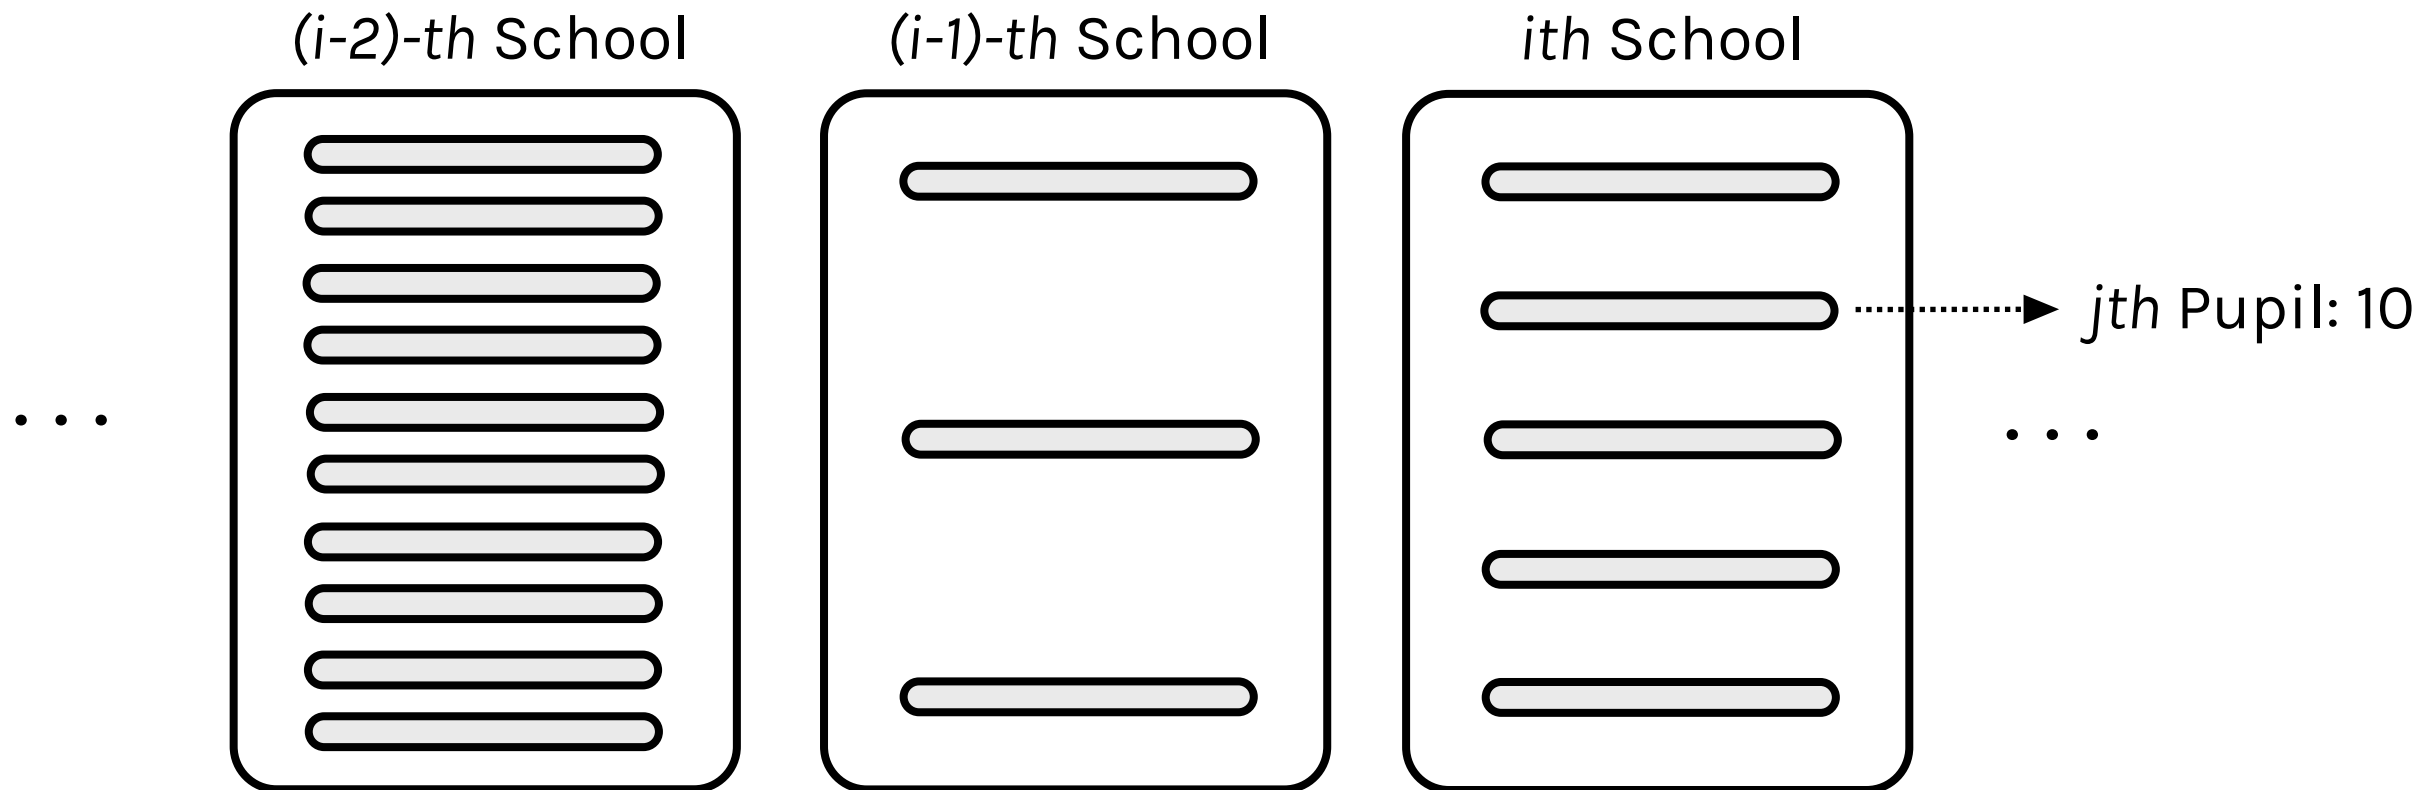 (i-2)-th School
(i-1)-th School
ith School
jth Pupil: 10
. . .
. . .